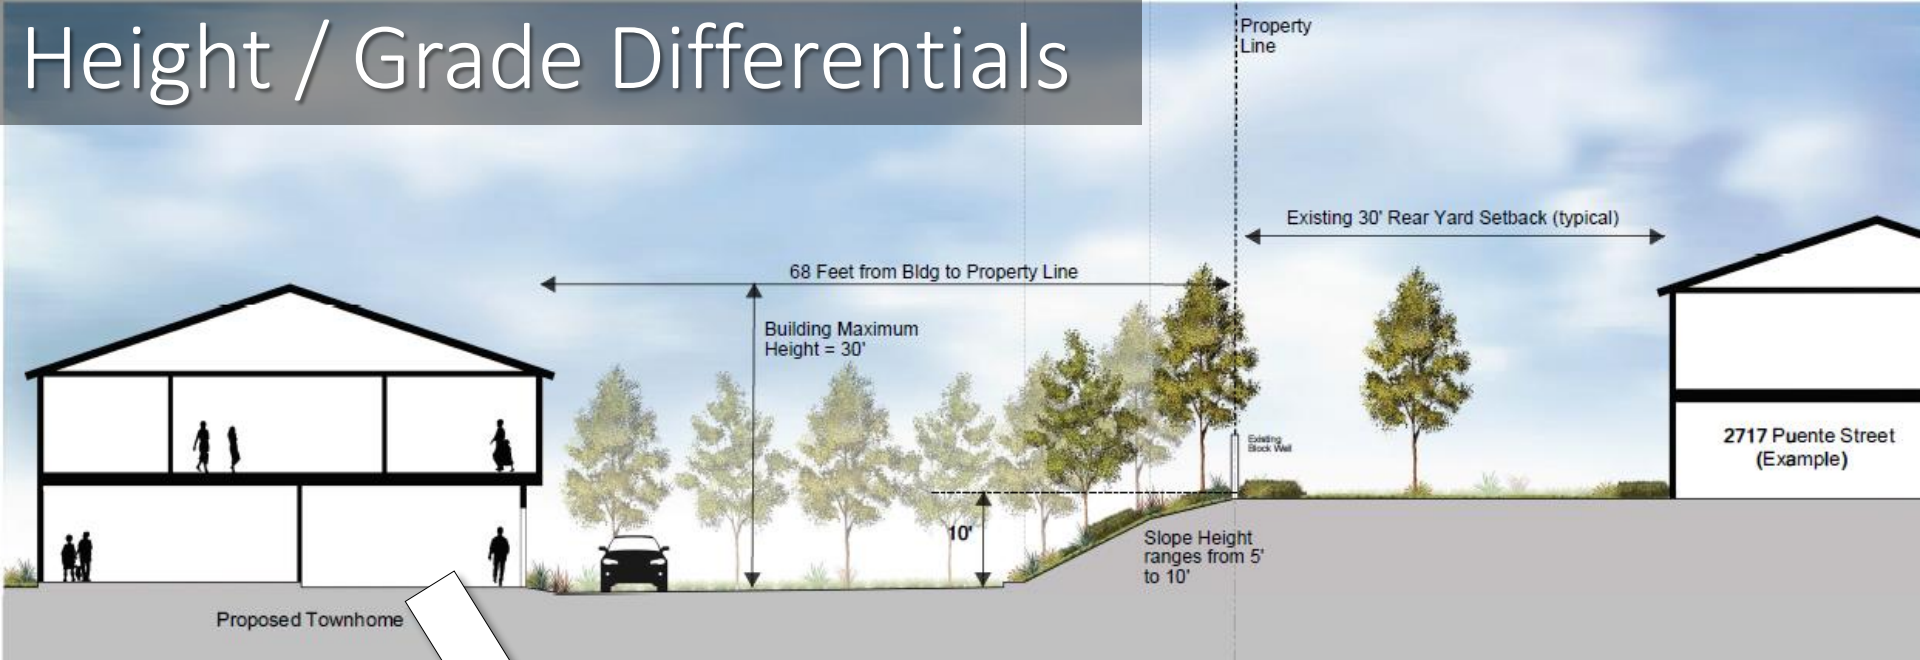 Height / Grade Differentials
Property
Line
Existing 30' Rear Yard Setback (typical)
68 Feet from Bldg to Property Line
Building Maximum
Height = 30'
Existing
Block Wall
2717 Puente Street
(Example)
10'
Slope Height
ranges from 5'
to 10'
Proposed Townhome